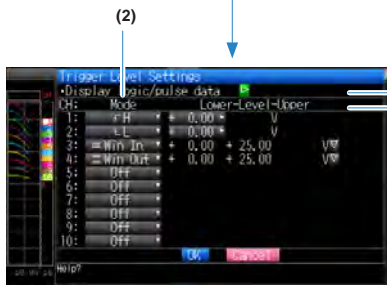 (2)
Trigger Level Settings
•Display logic/pulse data
CH: Mode Lower-Level-Upper
1: H + 0.00 V
2: L + 0.00 V
3: Win In + 0.00 + 25.00 V
4: Win Out + 0.00 + 25.00 V
5: Off
6: Off
7: Off
8: Off
9: Off
10: Off
OK Cancel
Help?